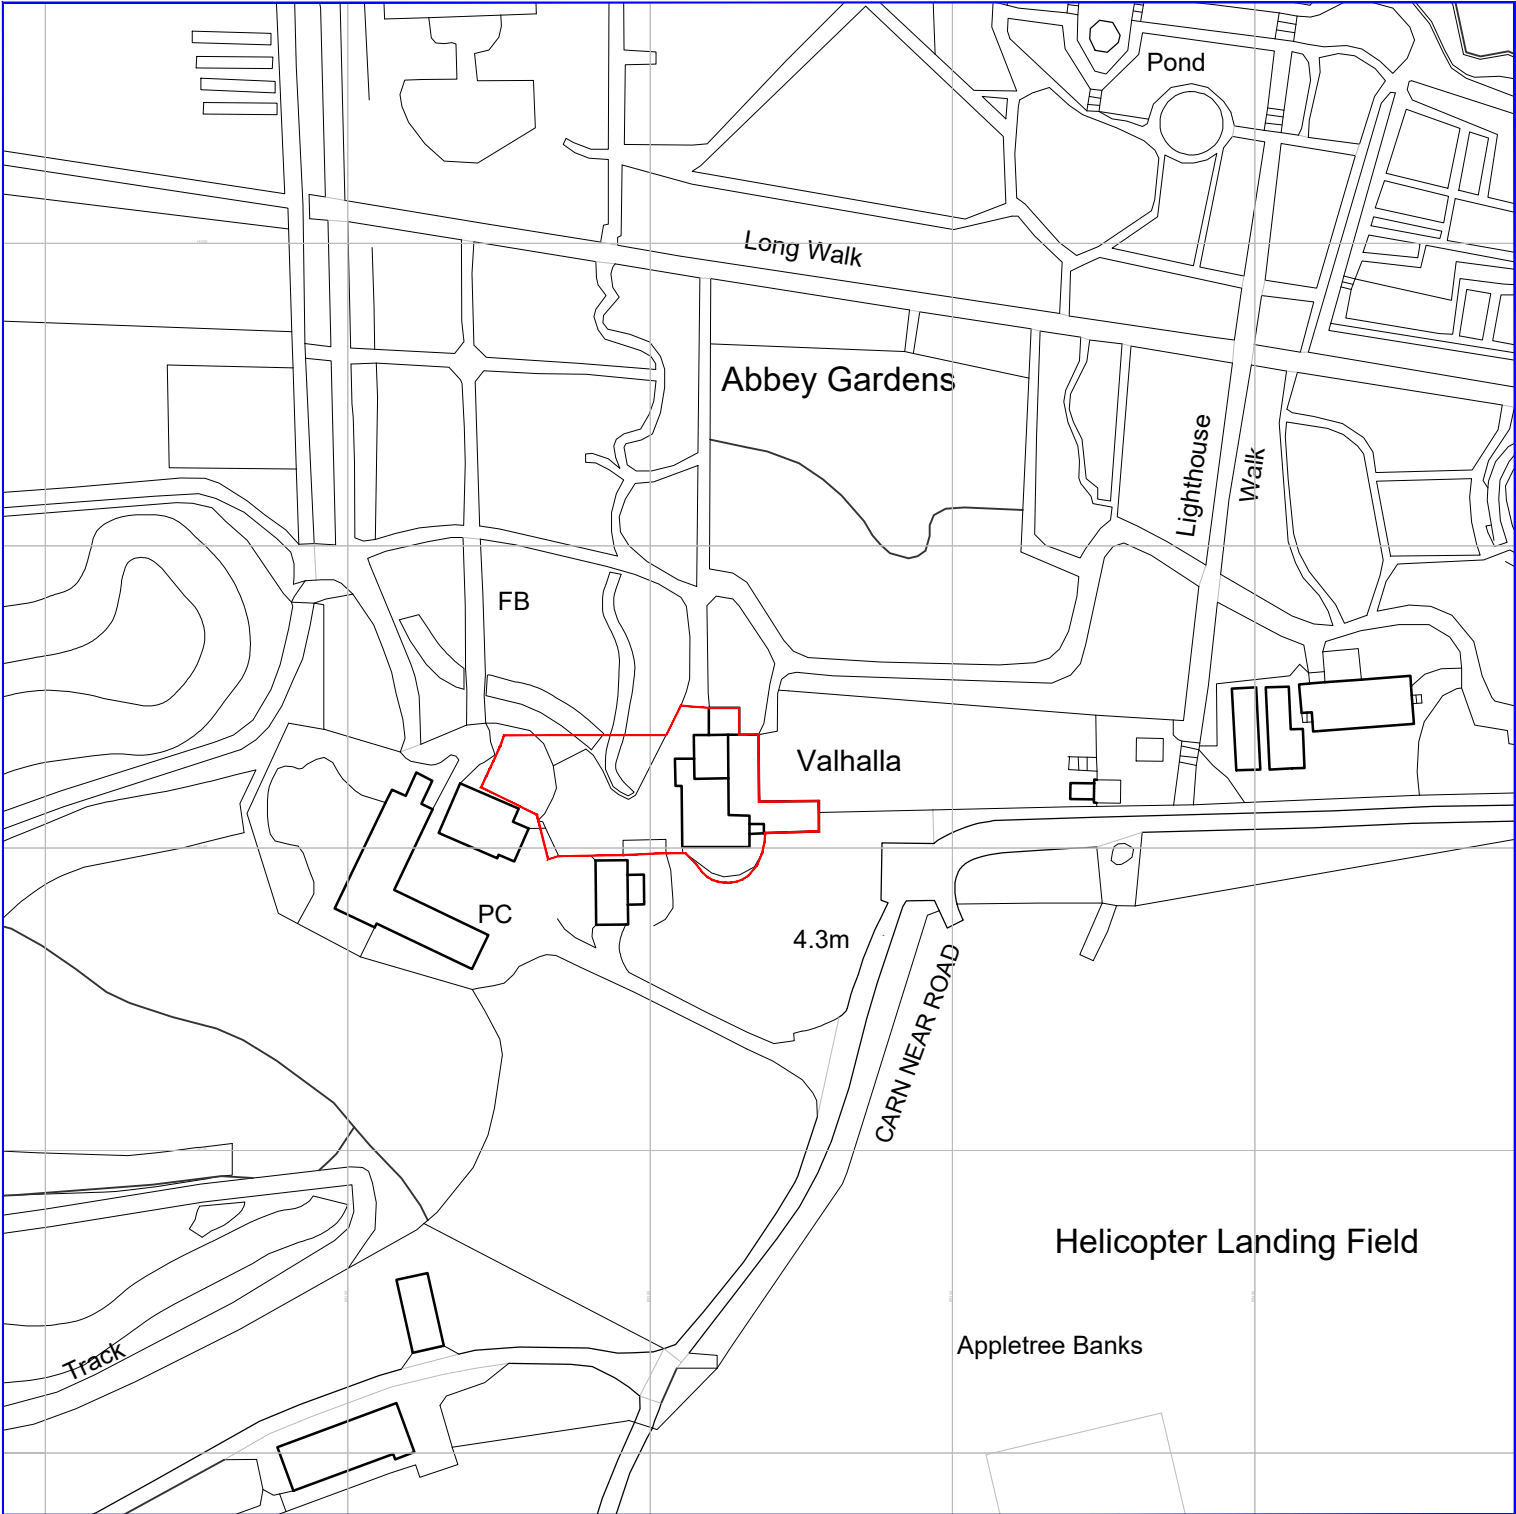 Pond
Long Walk
Abbey Gardens
Lighthouse
Walk
FB
Valhalla
PC
4.3m
CARN NEAR ROAD
Helicopter Landing Field
Appletree Banks
Track